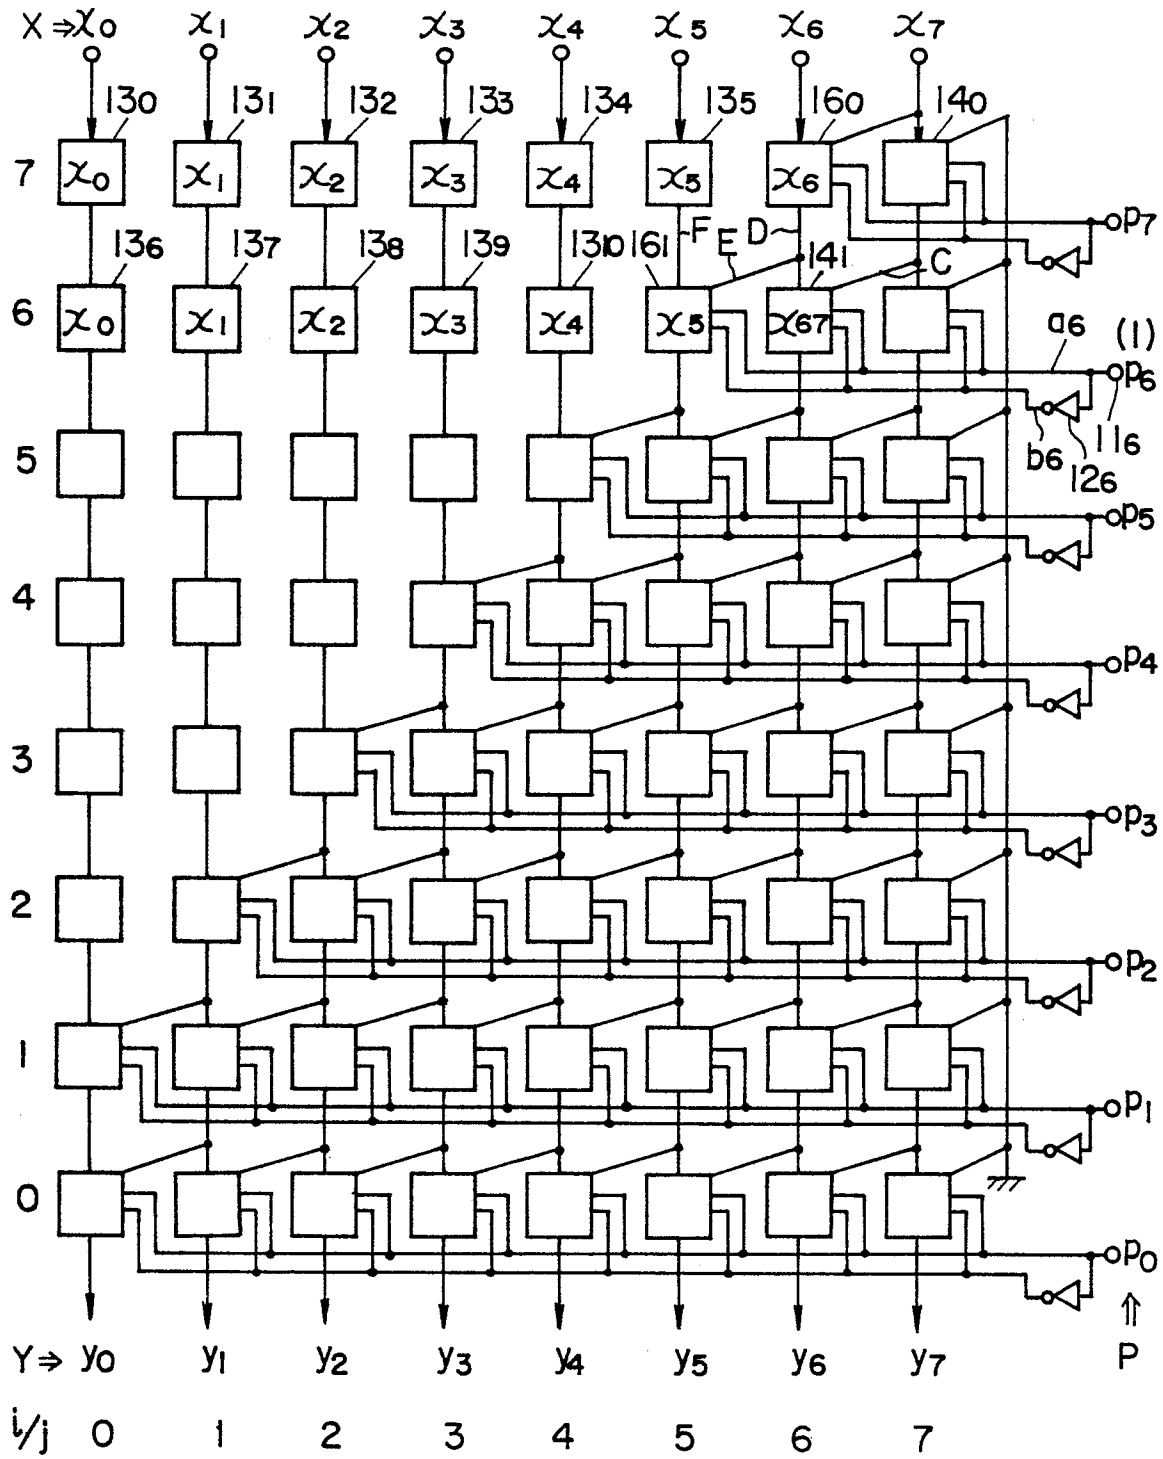 X ⇒ x0 x1 x2 x3 x4 x5 x6 x7
130 131 132 133 134 135 160 140
7 x0 x1 x2 x3 x4 x5 x6
p7
F E D
136 137 138 139 1310 161 141 C
6 x0 x1 x2 x3 x4 x5 x67
a6 (1)
p6
b6 126 116
5
p5
4
p4
3
p3
2
p2
1
p1
0
p0
⇑
Y ⇒ y0 y1 y2 y3 y4 y5 y6 y7 P
i/j 0 1 2 3 4 5 6 7